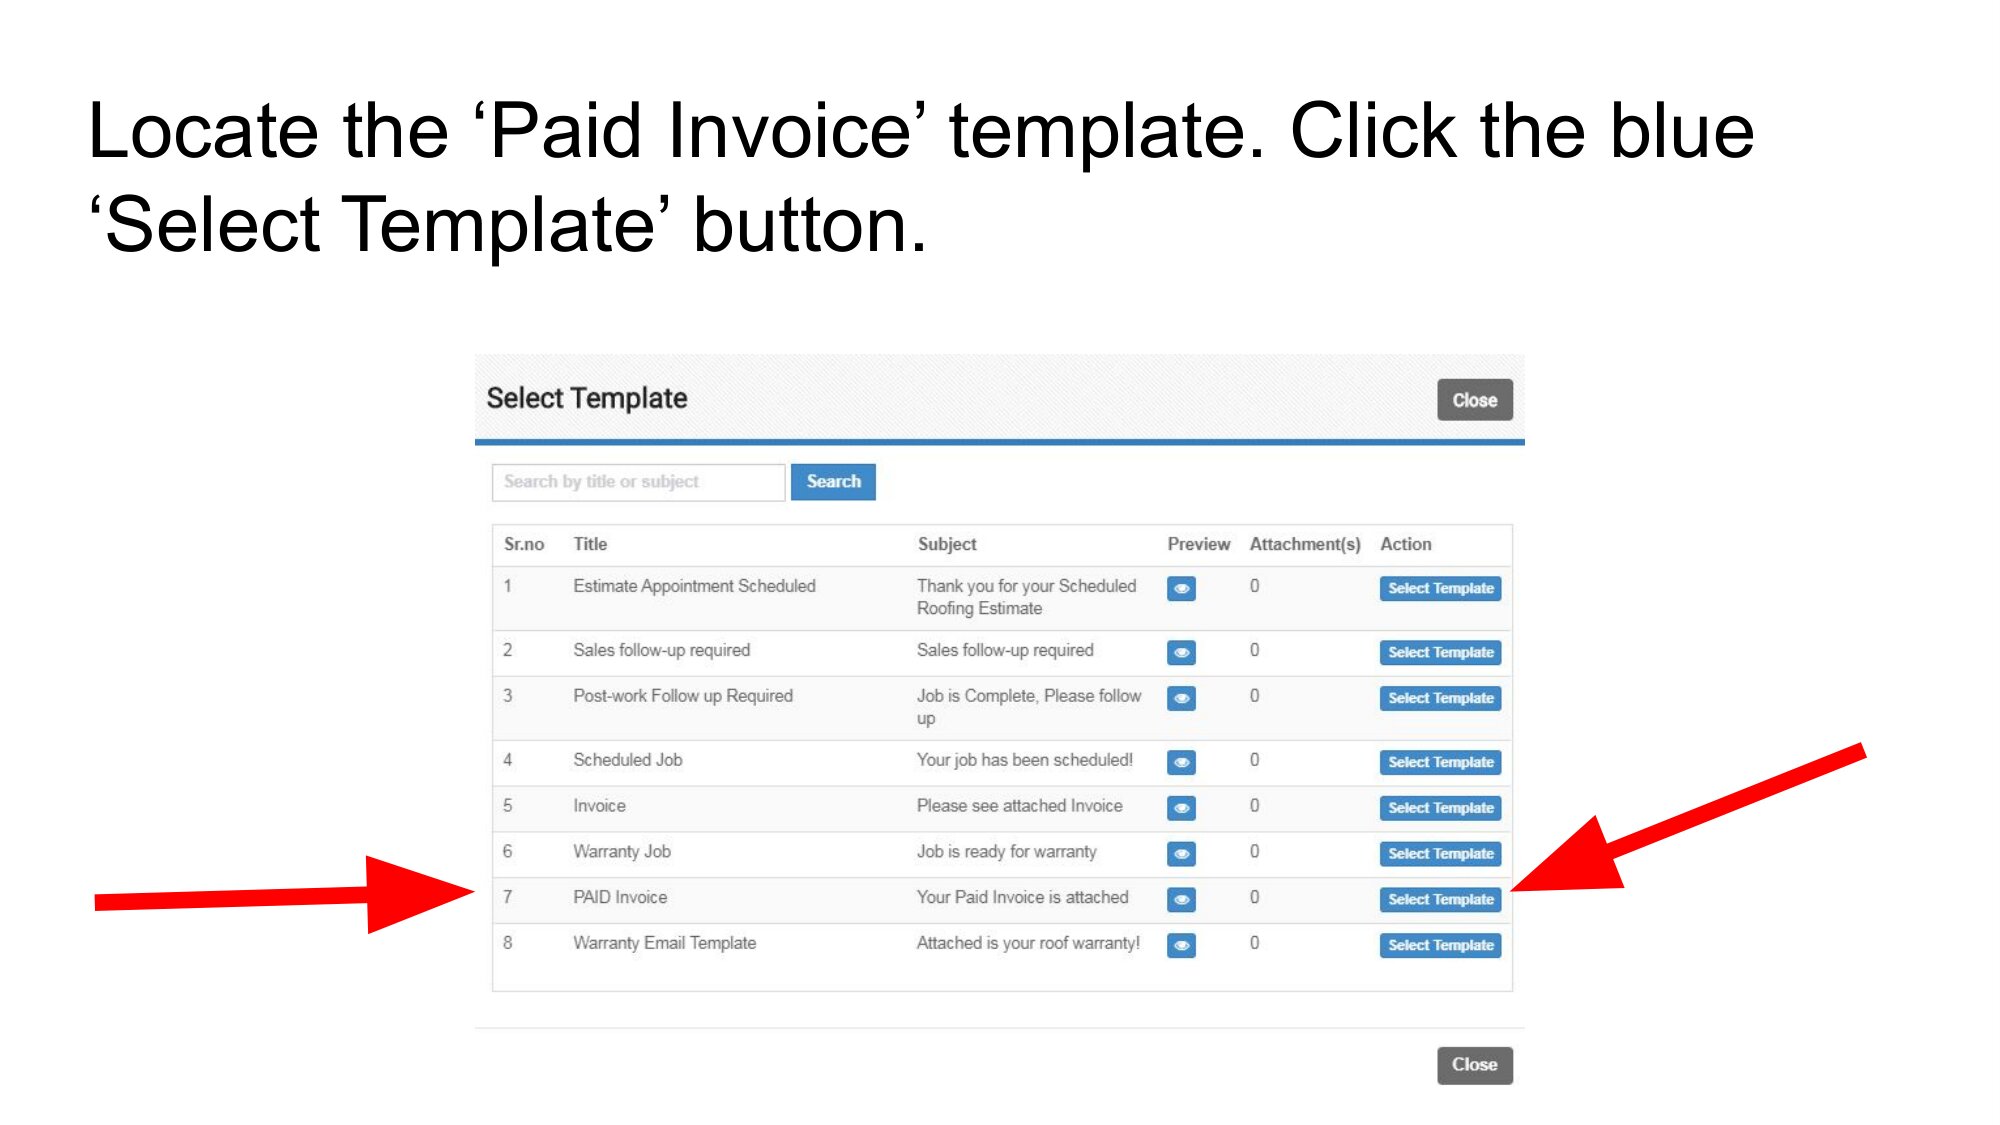 Locate the ‘Paid Invoice’ template. Click the blue
‘Select Template’ button.
Select Template
Close
Search by title or subject
Search
Sr.no Title Subject Preview Attachment(s) Action
1 Estimate Appointment Scheduled Thank you for your Scheduled 0 Select Template
Roofing Estimate
2 Sales follow-up required Sales follow-up required 0 Select Template
3 Post-work Follow up Required Job is Complete, Please follow 0 Select Template
up
4 Scheduled Job Your job has been scheduled! 0 Select Template
5 Invoice Please see attached Invoice 0 Select Template
6 Warranty Job Job is ready for warranty 0 Select Template
7 PAID Invoice Your Paid Invoice is attached 0 Select Template
8 Warranty Email Template Attached is your roof warranty! 0 Select Template
Close